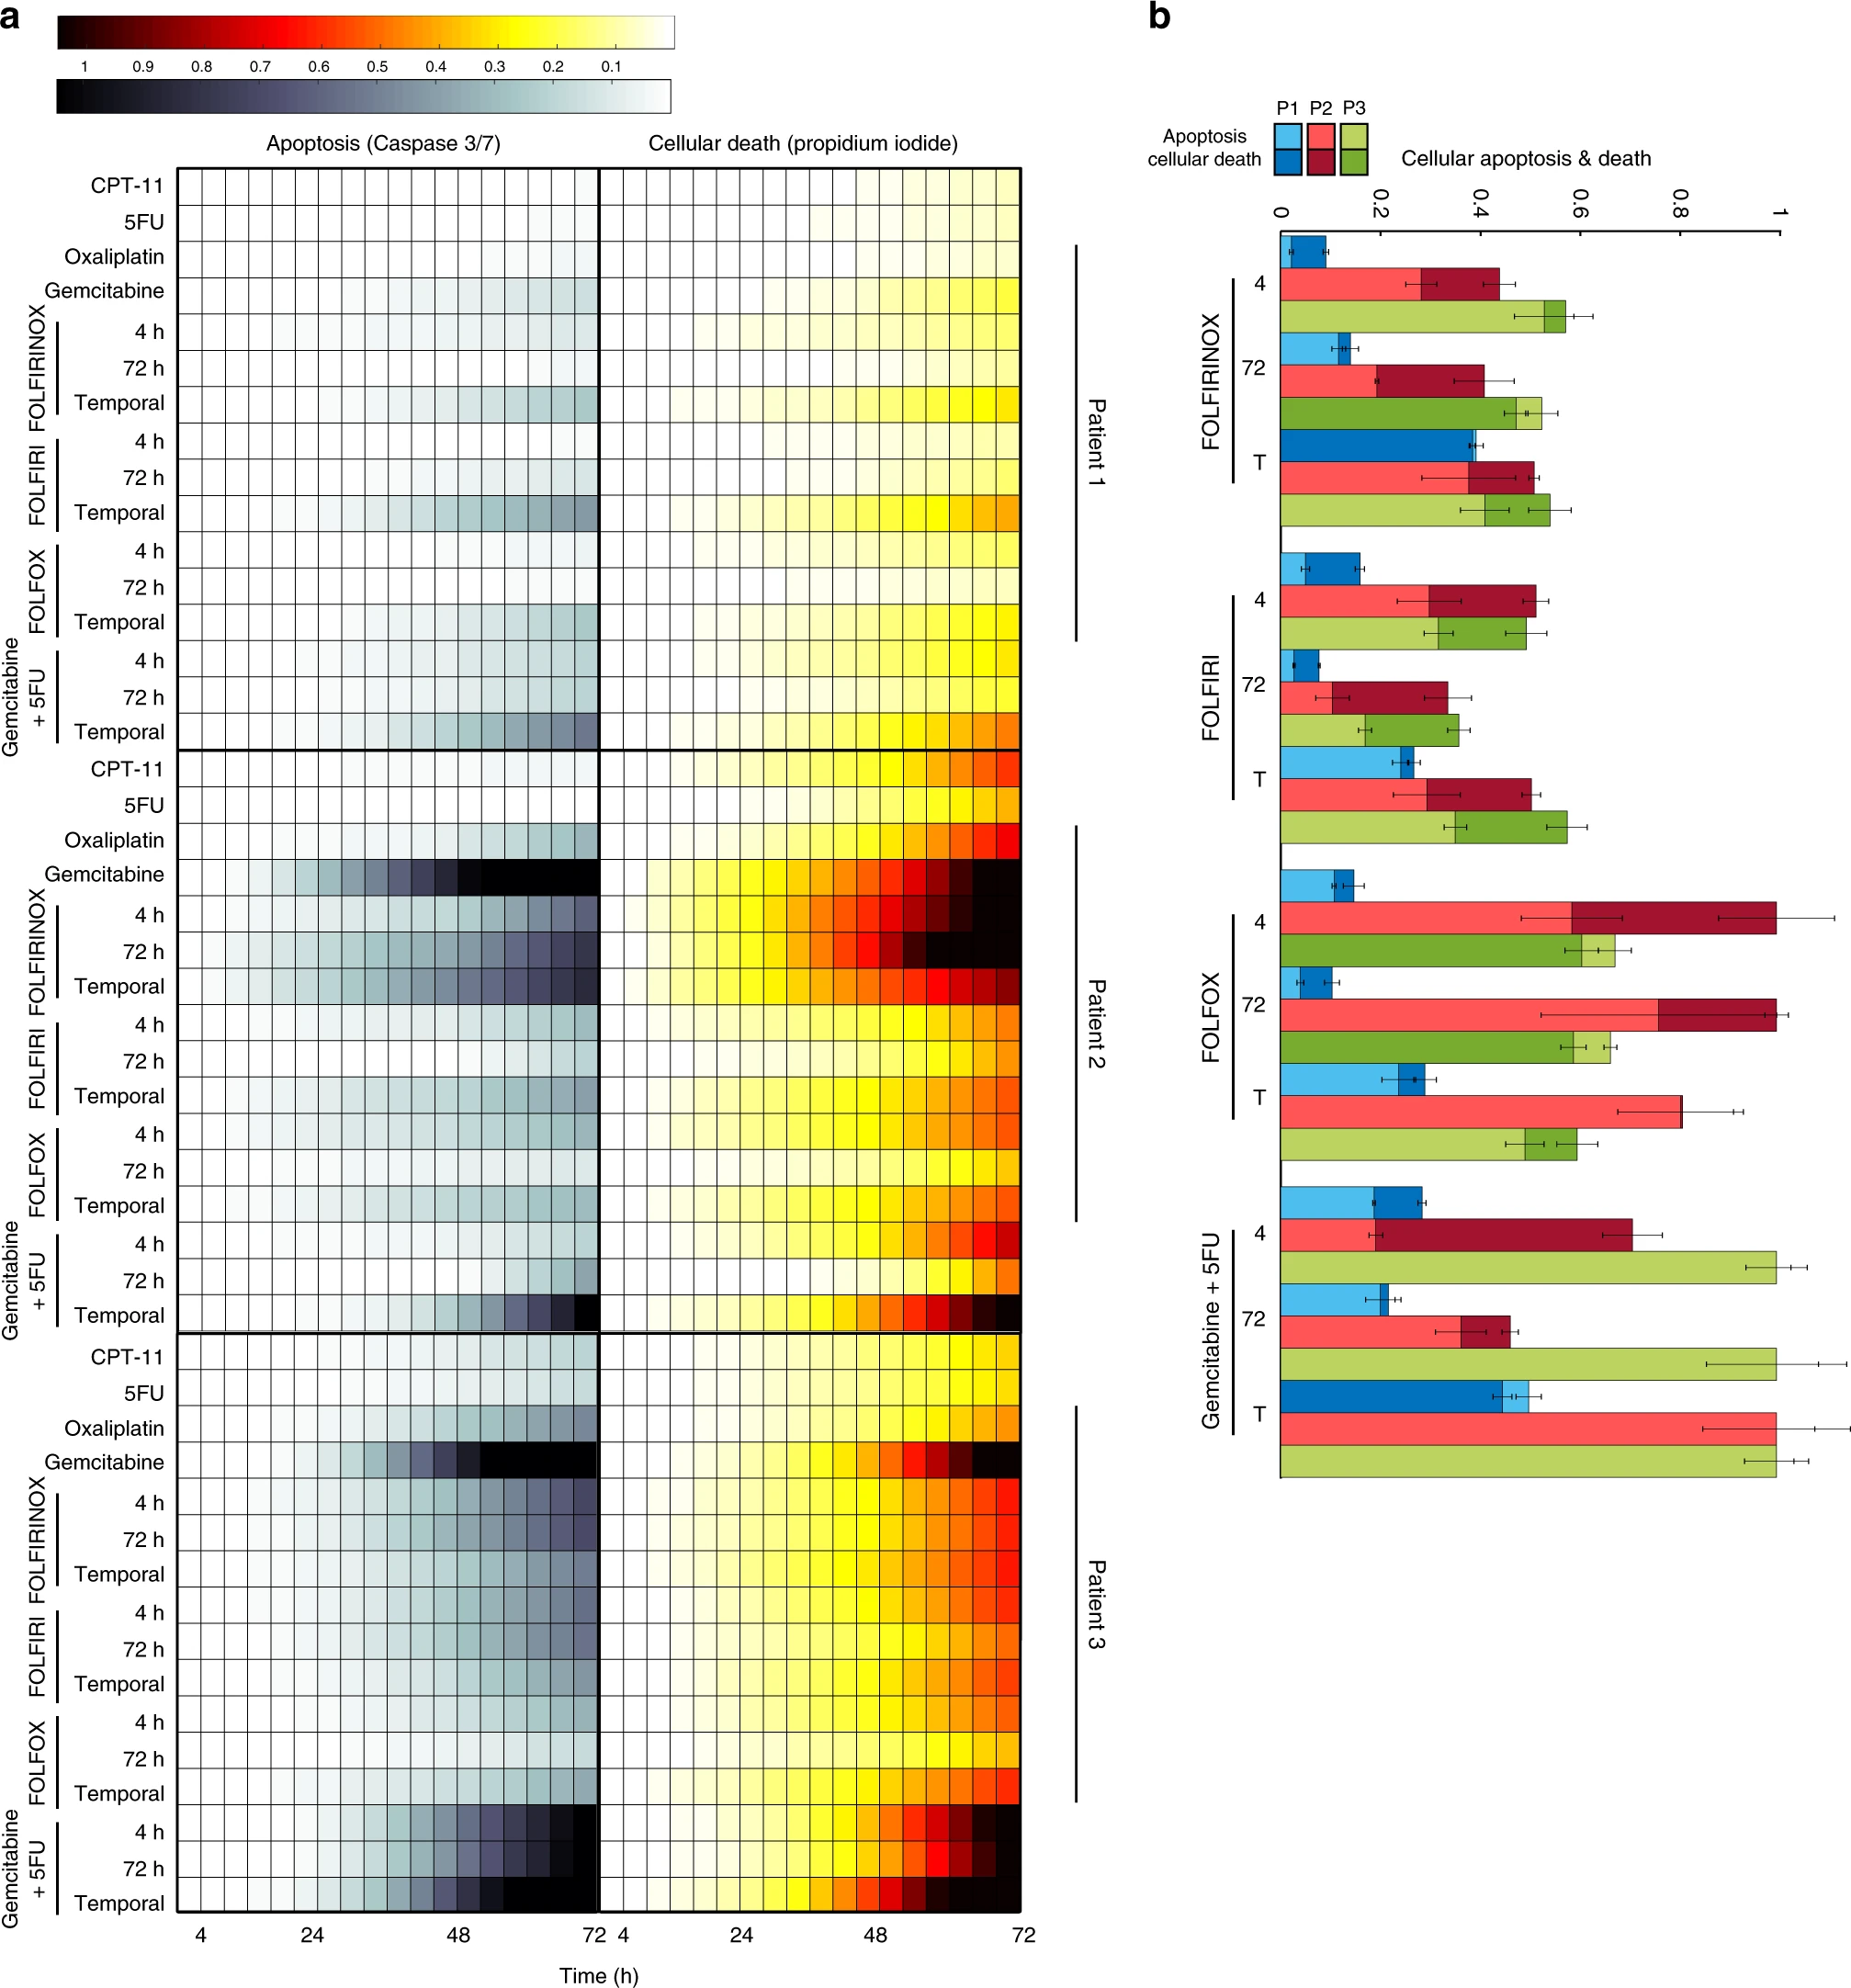 a
1 0.9 0.8 0.7 0.6 0.5 0.4 0.3 0.2 0.1
Apoptosis (Caspase 3/7)
Cellular death (propidium iodide)
CPT-11
5FU
Oxaliplatin
Gemcitabine
FOLFIRINOX
4 h
72 h
Temporal
FOLFIRI
4 h
72 h
Temporal
FOLFOX
4 h
72 h
Temporal
Gemcitabine
+ 5FU
4 h
72 h
Temporal
Patient 1
CPT-11
5FU
Oxaliplatin
Gemcitabine
FOLFIRINOX
4 h
72 h
Temporal
FOLFIRI
4 h
72 h
Temporal
FOLFOX
4 h
72 h
Temporal
Gemcitabine
+ 5FU
4 h
72 h
Temporal
Patient 2
CPT-11
5FU
Oxaliplatin
Gemcitabine
FOLFIRINOX
4 h
72 h
Temporal
FOLFIRI
4 h
72 h
Temporal
FOLFOX
4 h
72 h
Temporal
Gemcitabine
+ 5FU
4 h
72 h
Temporal
Patient 3
4 24 48 72 4 24 48 72
Time (h)
b
P1 P2 P3
Apoptosis
cellular death
Cellular apoptosis & death
0 0.2 0.4 0.6 0.8 1
FOLFIRINOX
4
72
T
FOLFIRI
4
72
T
FOLFOX
4
72
T
Gemcitabine + 5FU
4
72
T